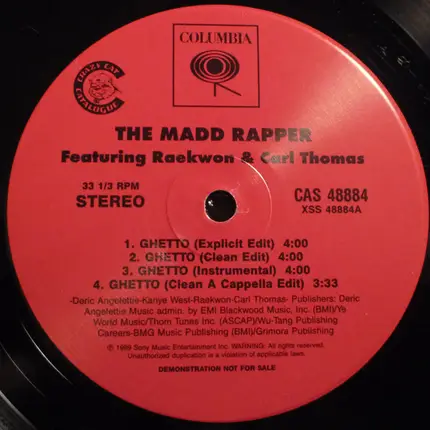 COLUMBIA
CRAZY CAT
CATALOGUE
THE MADD RAPPER
Featuring Raekwon & Carl Thomas
33 1/3 RPM
STEREO
CAS 48884
XSS 48884A
1. GHETTO (Explicit Edit) 4:00
2. GHETTO (Clean Edit) 4:00
3. GHETTO (Instrumental) 4:00
4. GHETTO (Clean A Cappella Edit) 3:33
-Deric Angelettie-Kanye West-Raekwon-Carl Thomas- Publishers: Deric
Angelettie Music admin. by EMI Blackwood Music, Inc. (BMI)/Ys
World Music/Thom Tunes Inc. (ASCAP)/Wu-Tang Publishing
Careers-BMG Music Publishing (BMI)/Grimora Publishing
℗ 1999 Sony Music Entertainment Inc. WARNING: All rights reserved.
Unauthorized duplication is a violation of applicable laws.
DEMONSTRATION NOT FOR SALE